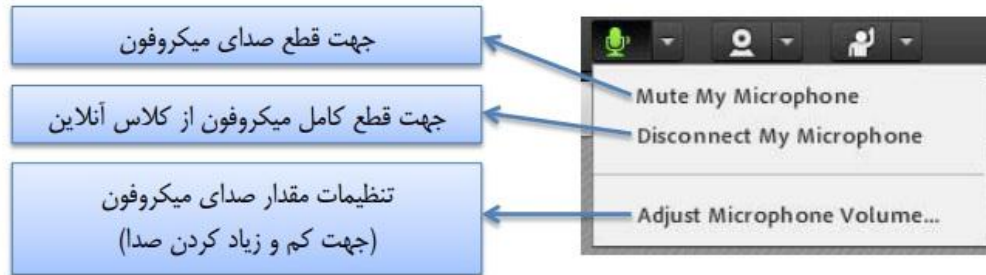 جهت قطع صدای میکروفون
Mute My Microphone
جهت قطع کامل میکروفون از کلاس آنلاین
Disconnect My Microphone
تنظیمات مقدار صدای میکروفون
(جهت کم و زیاد کردن صدا)
Adjust Microphone Volume...